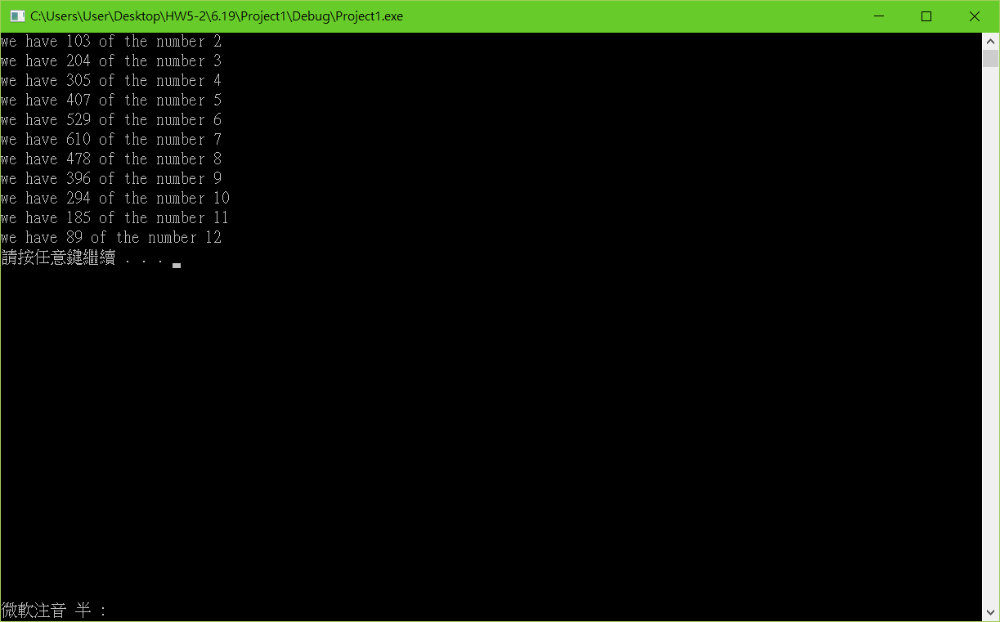 C:\Users\User\Desktop\HW5-2\6.19\Project1\Debug\Project1.exe
we have 103 of the number 2
we have 204 of the number 3
we have 305 of the number 4
we have 407 of the number 5
we have 529 of the number 6
we have 610 of the number 7
we have 478 of the number 8
we have 396 of the number 9
we have 294 of the number 10
we have 185 of the number 11
we have 89 of the number 12
請按任意鍵繼續 . . .
微軟注音 半 :